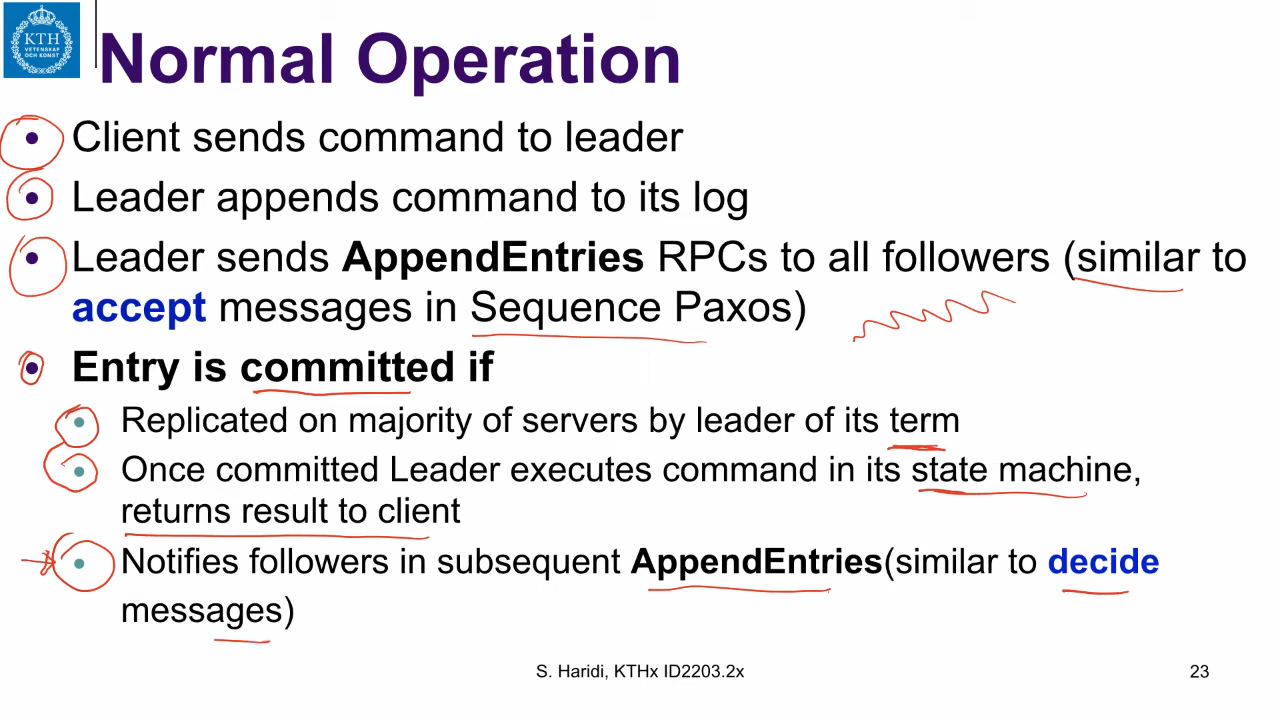 KTH
VETENSKAP
OCH KONST
Normal Operation
• Client sends command to leader
• Leader appends command to its log
• Leader sends AppendEntries RPCs to all followers (similar to
accept messages in Sequence Paxos)
• Entry is committed if
• Replicated on majority of servers by leader of its term
• Once committed Leader executes command in its state machine,
returns result to client
• Notifies followers in subsequent AppendEntries(similar to decide
messages)
S. Haridi, KTHx ID2203.2x
23